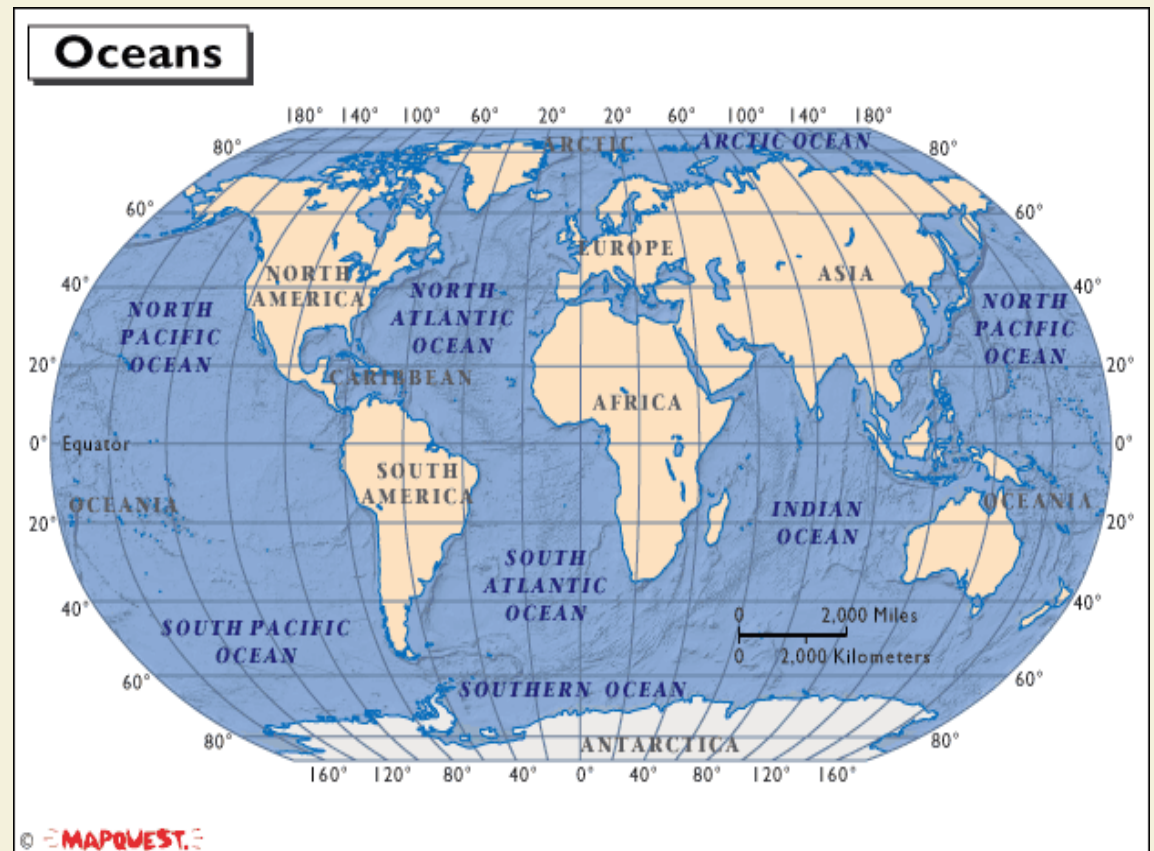 Oceans
180° 140° 100° 60° 20° 20° 60° 100° 140° 180°
ARCTIC
ARCTIC OCEAN
80°
80°
60°
60°
EUROPE
NORTH
AMERICA
ASIA
40°
40°
NORTH
PACIFIC
OCEAN
NORTH
ATLANTIC
OCEAN
NORTH
PACIFIC
OCEAN
20°
20°
CARIBBEAN
AFRICA
0° Equator
0°
SOUTH
AMERICA
OCEANIA
OCEANIA
INDIAN
OCEAN
20°
20°
SOUTH
ATLANTIC
OCEAN
40°
40°
0 2,000 Miles
0 2,000 Kilometers
SOUTH PACIFIC
OCEAN
60°
60°
SOUTHERN OCEAN
80°
80°
ANTARCTICA
160° 120° 80° 40° 0° 40° 80° 120° 160°
© MAPQUEST.